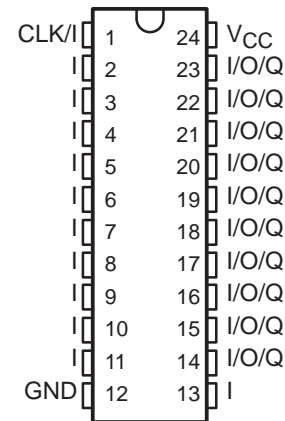 CLK/I 1 24 VCC
I 2 23 I/O/Q
I 3 22 I/O/Q
I 4 21 I/O/Q
I 5 20 I/O/Q
I 6 19 I/O/Q
I 7 18 I/O/Q
I 8 17 I/O/Q
I 9 16 I/O/Q
I 10 15 I/O/Q
I 11 14 I/O/Q
GND 12 13 I